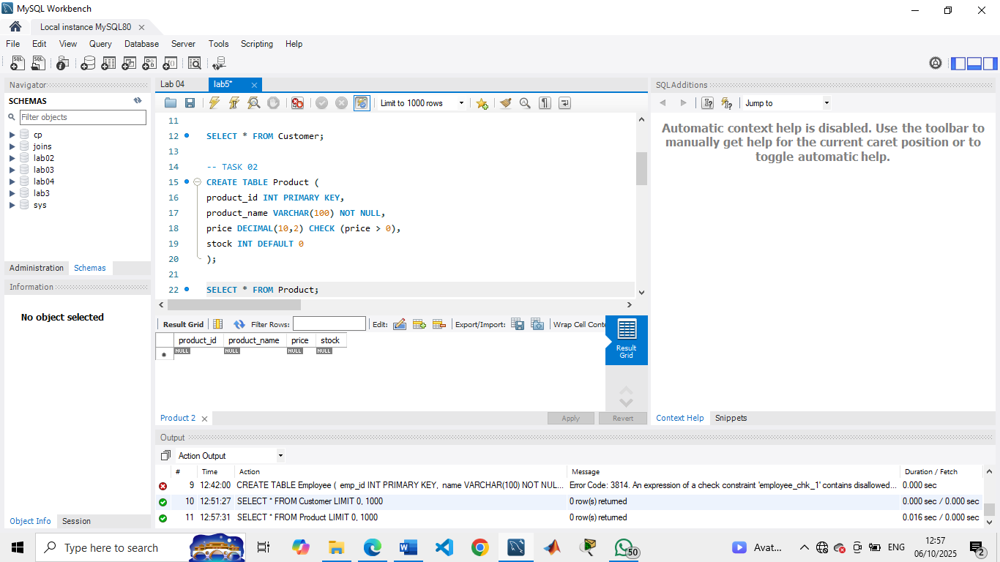 MySQL Workbench
Local instance MySQL80
File Edit View Query Database Server Tools Scripting Help
Navigator
SCHEMAS
Filter objects
cp
joins
lab02
lab03
lab04
lab3
sys
Administration Schemas
Information
No object selected
Object Info Session
Lab 04 lab5*
Limit to 1000 rows
11
12 SELECT * FROM Customer;
13
14 -- TASK 02
15 CREATE TABLE Product (
16 product_id INT PRIMARY KEY,
17 product_name VARCHAR(100) NOT NULL,
18 price DECIMAL(10,2) CHECK (price > 0),
19 stock INT DEFAULT 0
20 );
21
22 SELECT * FROM Product;
Result Grid Filter Rows: Edit: Export/Import: Wrap Cell Conte
product_id product_name price stock
NULL NULL NULL NULL
Result
Grid
Product 2 Apply Revert
SQLAdditions
Jump to
Automatic context help is disabled. Use the toolbar to
manually get help for the current caret position or to
toggle automatic help.
Context Help Snippets
Output
Action Output
# Time Action Message Duration / Fetch
9 12:42:00 CREATE TABLE Employee ( emp_id INT PRIMARY KEY, name VARCHAR(100) NOT NUL... Error Code: 3814. An expression of a check constraint 'employee_chk_1' contains disallowed... 0.000 sec
10 12:51:27 SELECT * FROM Customer LIMIT 0, 1000 0 row(s) returned 0.000 sec / 0.000 sec
11 12:57:31 SELECT * FROM Product LIMIT 0, 1000 0 row(s) returned 0.016 sec / 0.000 sec
Type here to search
50
Avat...
ENG
12:57
06/10/2025
2